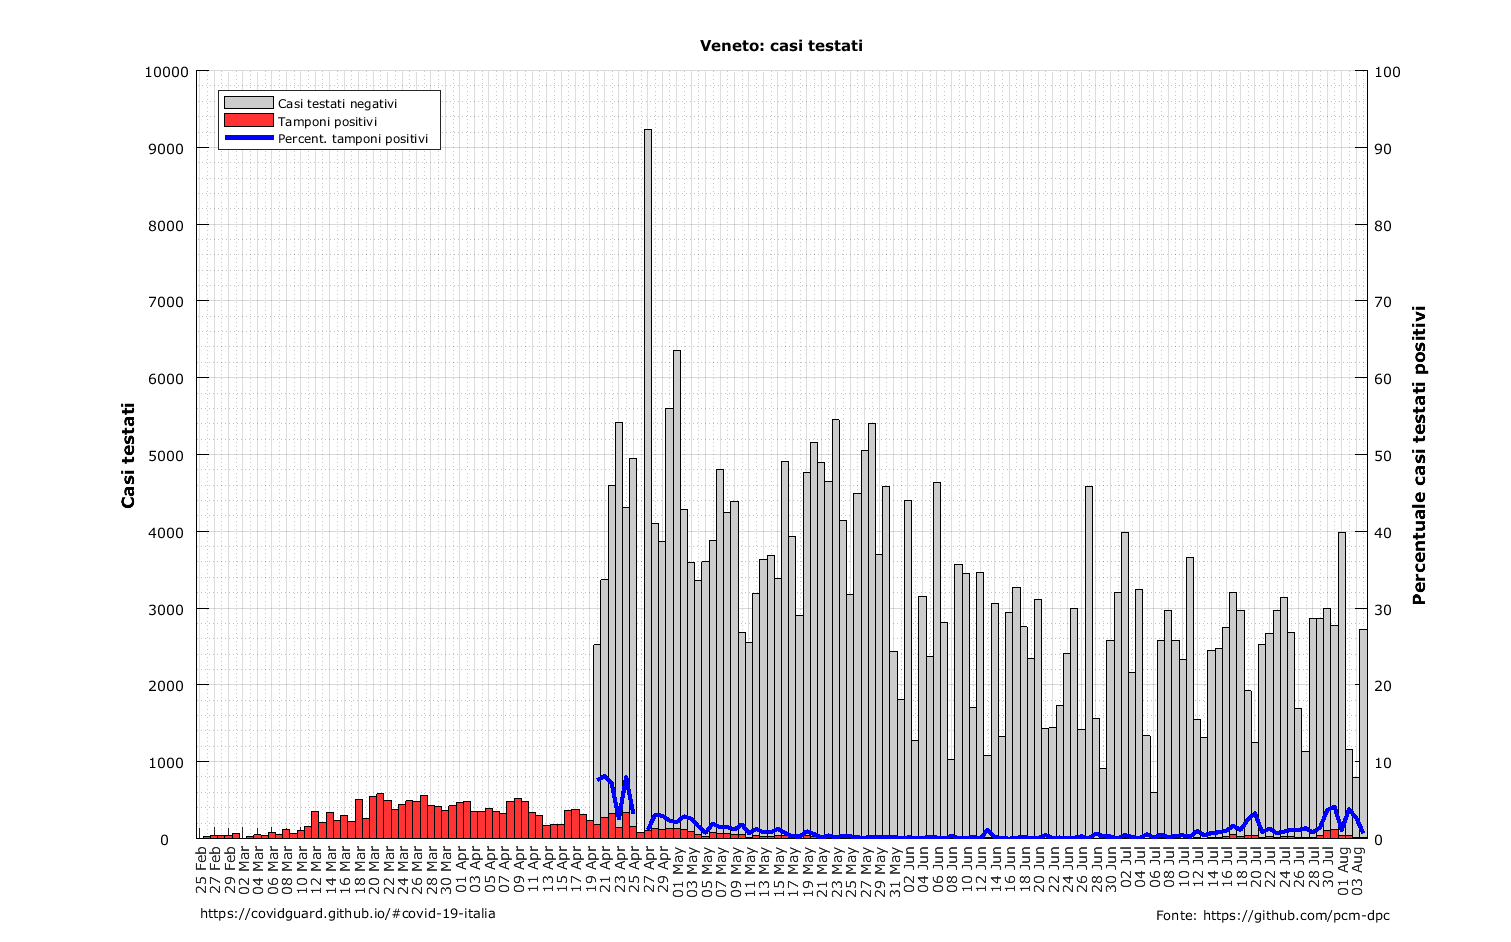 Veneto: casi testati
Casi testati negativi
Tamponi positivi
Percent. tamponi positivi
Casi testati
10000
9000
8000
7000
6000
5000
4000
3000
2000
1000
0
Percentuale casi testati positivi
100
90
80
70
60
50
40
30
20
10
0
25 Feb
27 Feb
29 Feb
02 Mar
04 Mar
06 Mar
08 Mar
10 Mar
12 Mar
14 Mar
16 Mar
18 Mar
20 Mar
22 Mar
24 Mar
26 Mar
28 Mar
30 Mar
01 Apr
03 Apr
05 Apr
07 Apr
09 Apr
11 Apr
13 Apr
15 Apr
17 Apr
19 Apr
21 Apr
23 Apr
25 Apr
27 Apr
29 Apr
01 May
03 May
05 May
07 May
09 May
11 May
13 May
15 May
17 May
19 May
21 May
23 May
25 May
27 May
29 May
31 May
02 Jun
04 Jun
06 Jun
08 Jun
10 Jun
12 Jun
14 Jun
16 Jun
18 Jun
20 Jun
22 Jun
24 Jun
26 Jun
28 Jun
30 Jun
02 Jul
04 Jul
06 Jul
08 Jul
10 Jul
12 Jul
14 Jul
16 Jul
18 Jul
20 Jul
22 Jul
24 Jul
26 Jul
28 Jul
30 Jul
01 Aug
03 Aug
https://covidguard.github.io/#covid-19-italia
Fonte: https://github.com/pcm-dpc